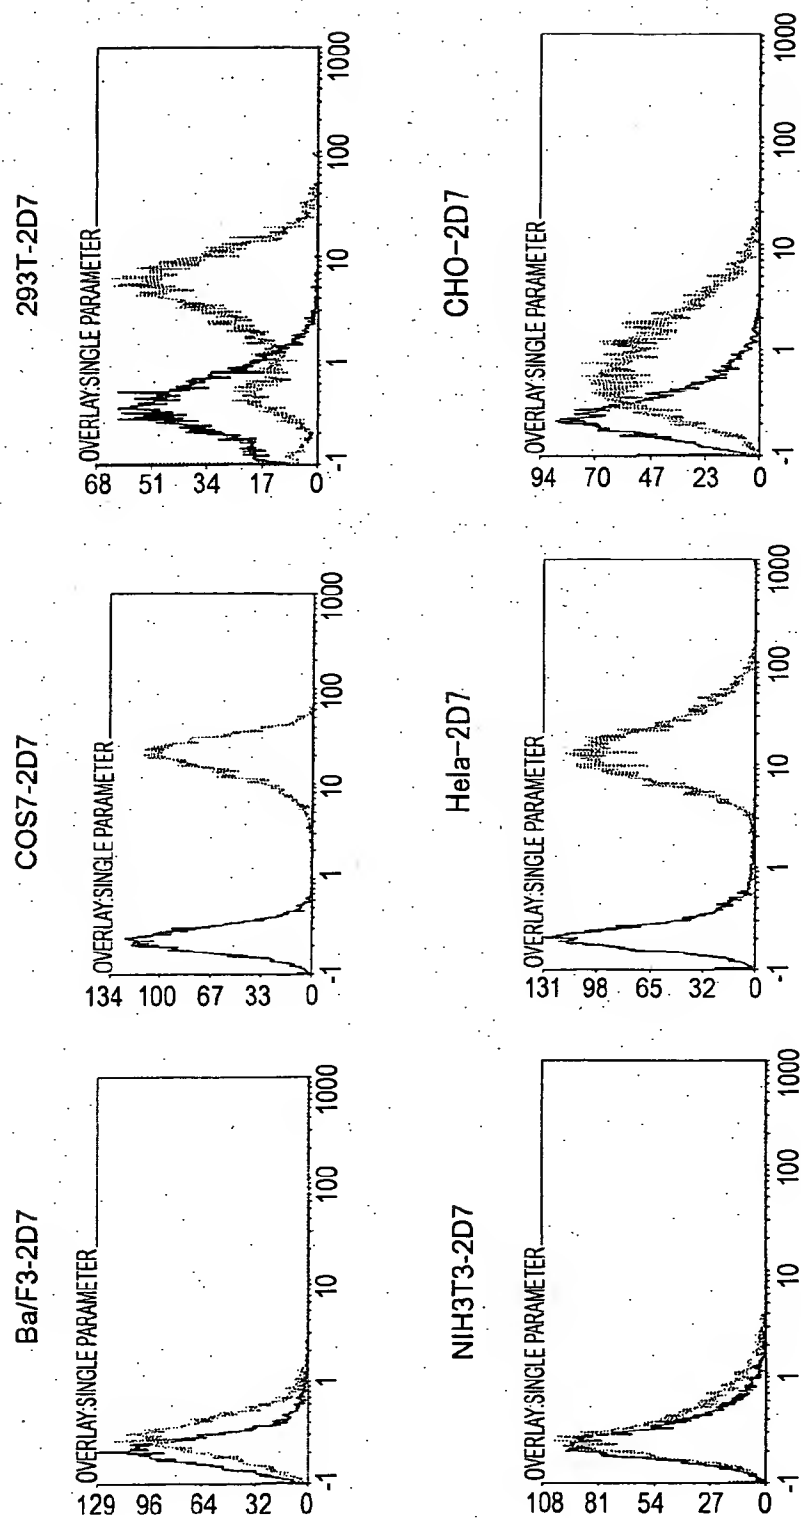 Ba/F3-2D7
OVERLAY:SINGLE PARAMETER
129 96 64 32 0
.1 1 10 100 1000
COS7-2D7
OVERLAY:SINGLE PARAMETER
134 100 67 33 0
.1 1 10 100 1000
293T-2D7
OVERLAY:SINGLE PARAMETER
68 51 34 17 0
.1 1 10 100 1000
NIH3T3-2D7
OVERLAY:SINGLE PARAMETER
108 81 54 27 0
.1 1 10 100 1000
Hela-2D7
OVERLAY:SINGLE PARAMETER
131 98 65 32 0
.1 1 10 100 1000
CHO-2D7
OVERLAY:SINGLE PARAMETER
94 70 47 23 0
.1 1 10 100 1000